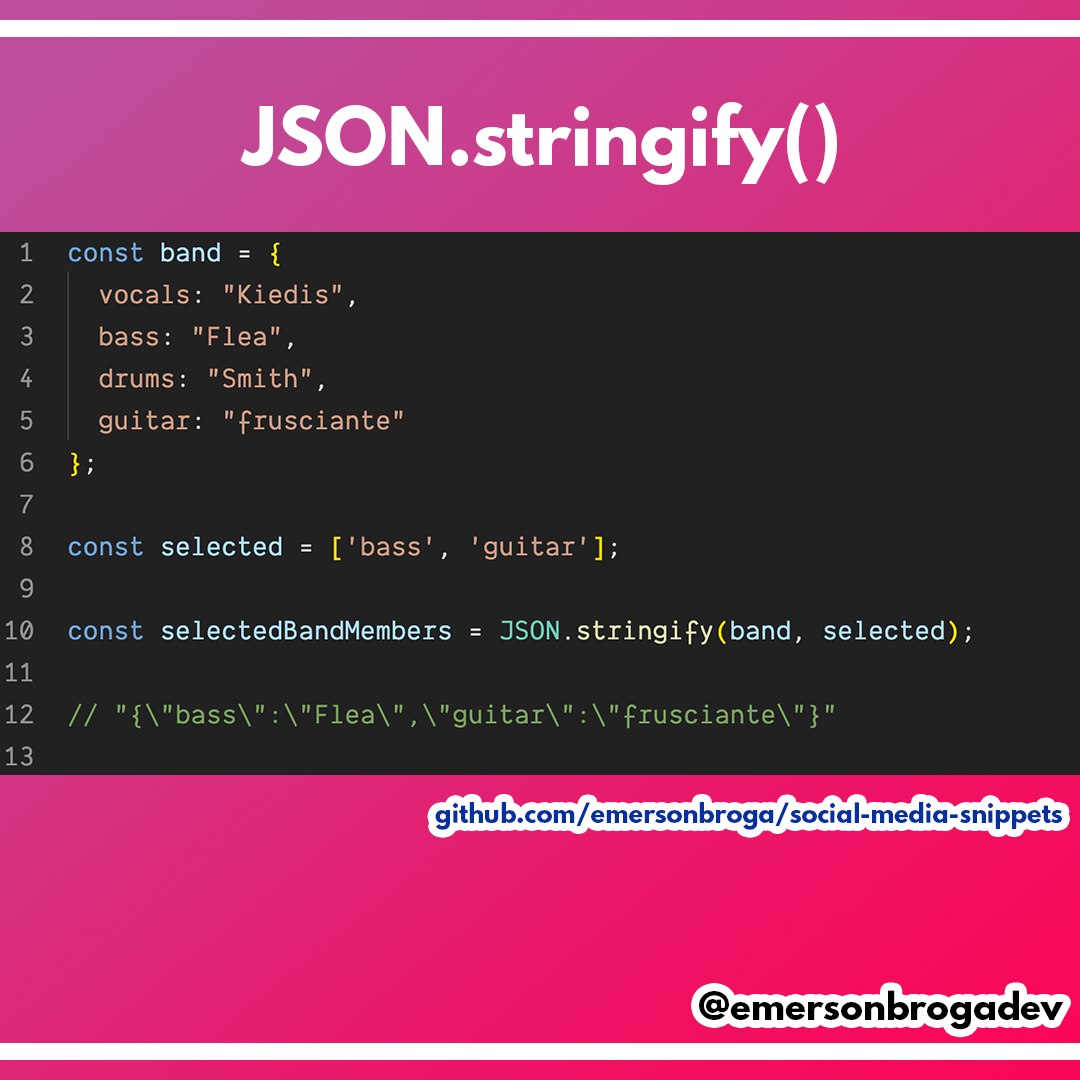 JSON.stringify()
1 const band = {
2 vocals: "Kiedis",
3 bass: "Flea",
4 drums: "Smith",
5 guitar: "frusciante"
6 };
7
8 const selected = ['bass', 'guitar'];
9
10 const selectedBandMembers = JSON.stringify(band, selected);
11
12 // "{\"bass\":\"Flea\",\"guitar\":\"frusciante\"}"
13
github.com/emersonbroga/social-media-snippets
@emersonbrogadev